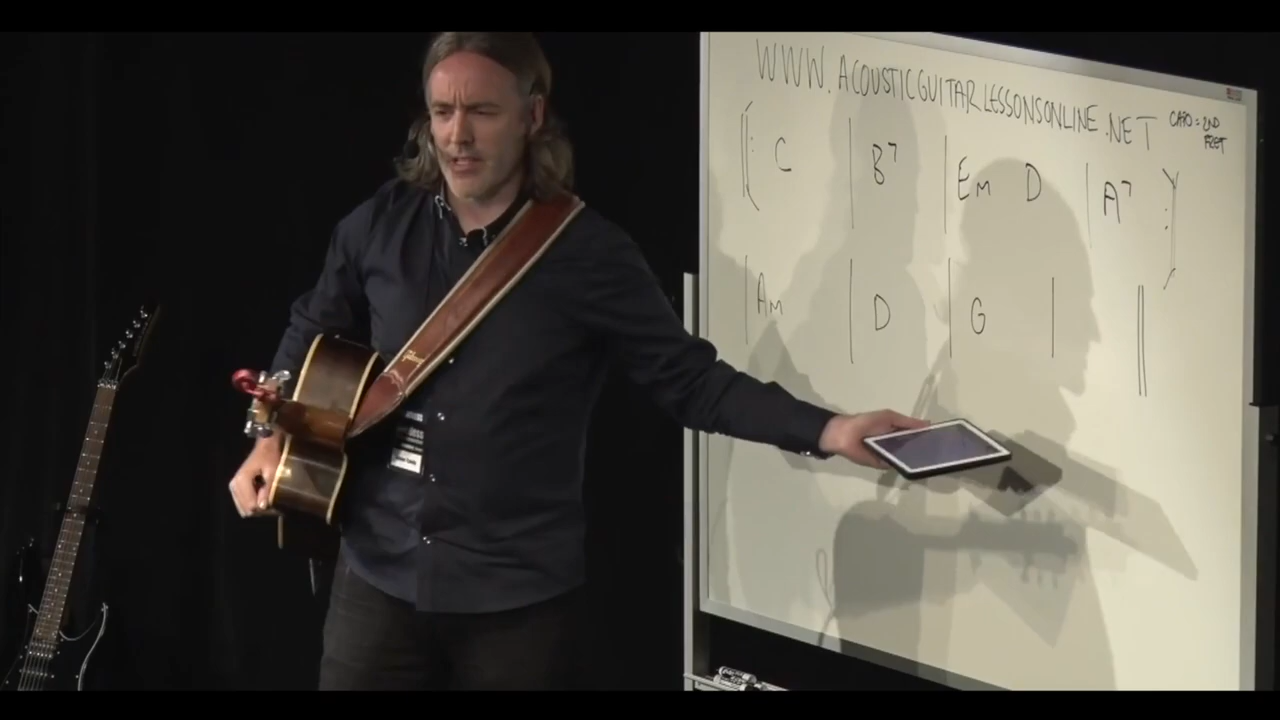 WWW.ACOUSTICGUITARLESSONSONLINE.NET
CAPO = 2ND
FRET
C B7 Em D A7
Am D G